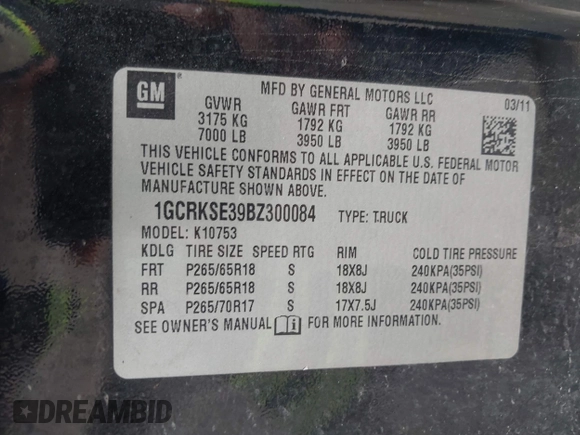 GM
MFD BY GENERAL MOTORS LLC
03/11
GVWR GAWR FRT GAWR RR
3175 KG 1792 KG 1792 KG
7000 LB 3950 LB 3950 LB
THIS VEHICLE CONFORMS TO ALL APPLICABLE U.S. FEDERAL MOTOR
VEHICLE SAFETY STANDARDS IN EFFECT ON THE DATE OF
MANUFACTURE SHOWN ABOVE.
1GCRKSE39BZ300084 TYPE: TRUCK
MODEL: K10753
KDLG TIRE SIZE SPEED RTG RIM COLD TIRE PRESSURE
FRT P265/65R18 S 18X8J 240KPA(35PSI)
RR P265/65R18 S 18X8J 240KPA(35PSI)
SPA P265/70R17 S 17X7.5J 240KPA(35PSI)
SEE OWNER'S MANUAL i FOR MORE INFORMATION.
DREAMBID